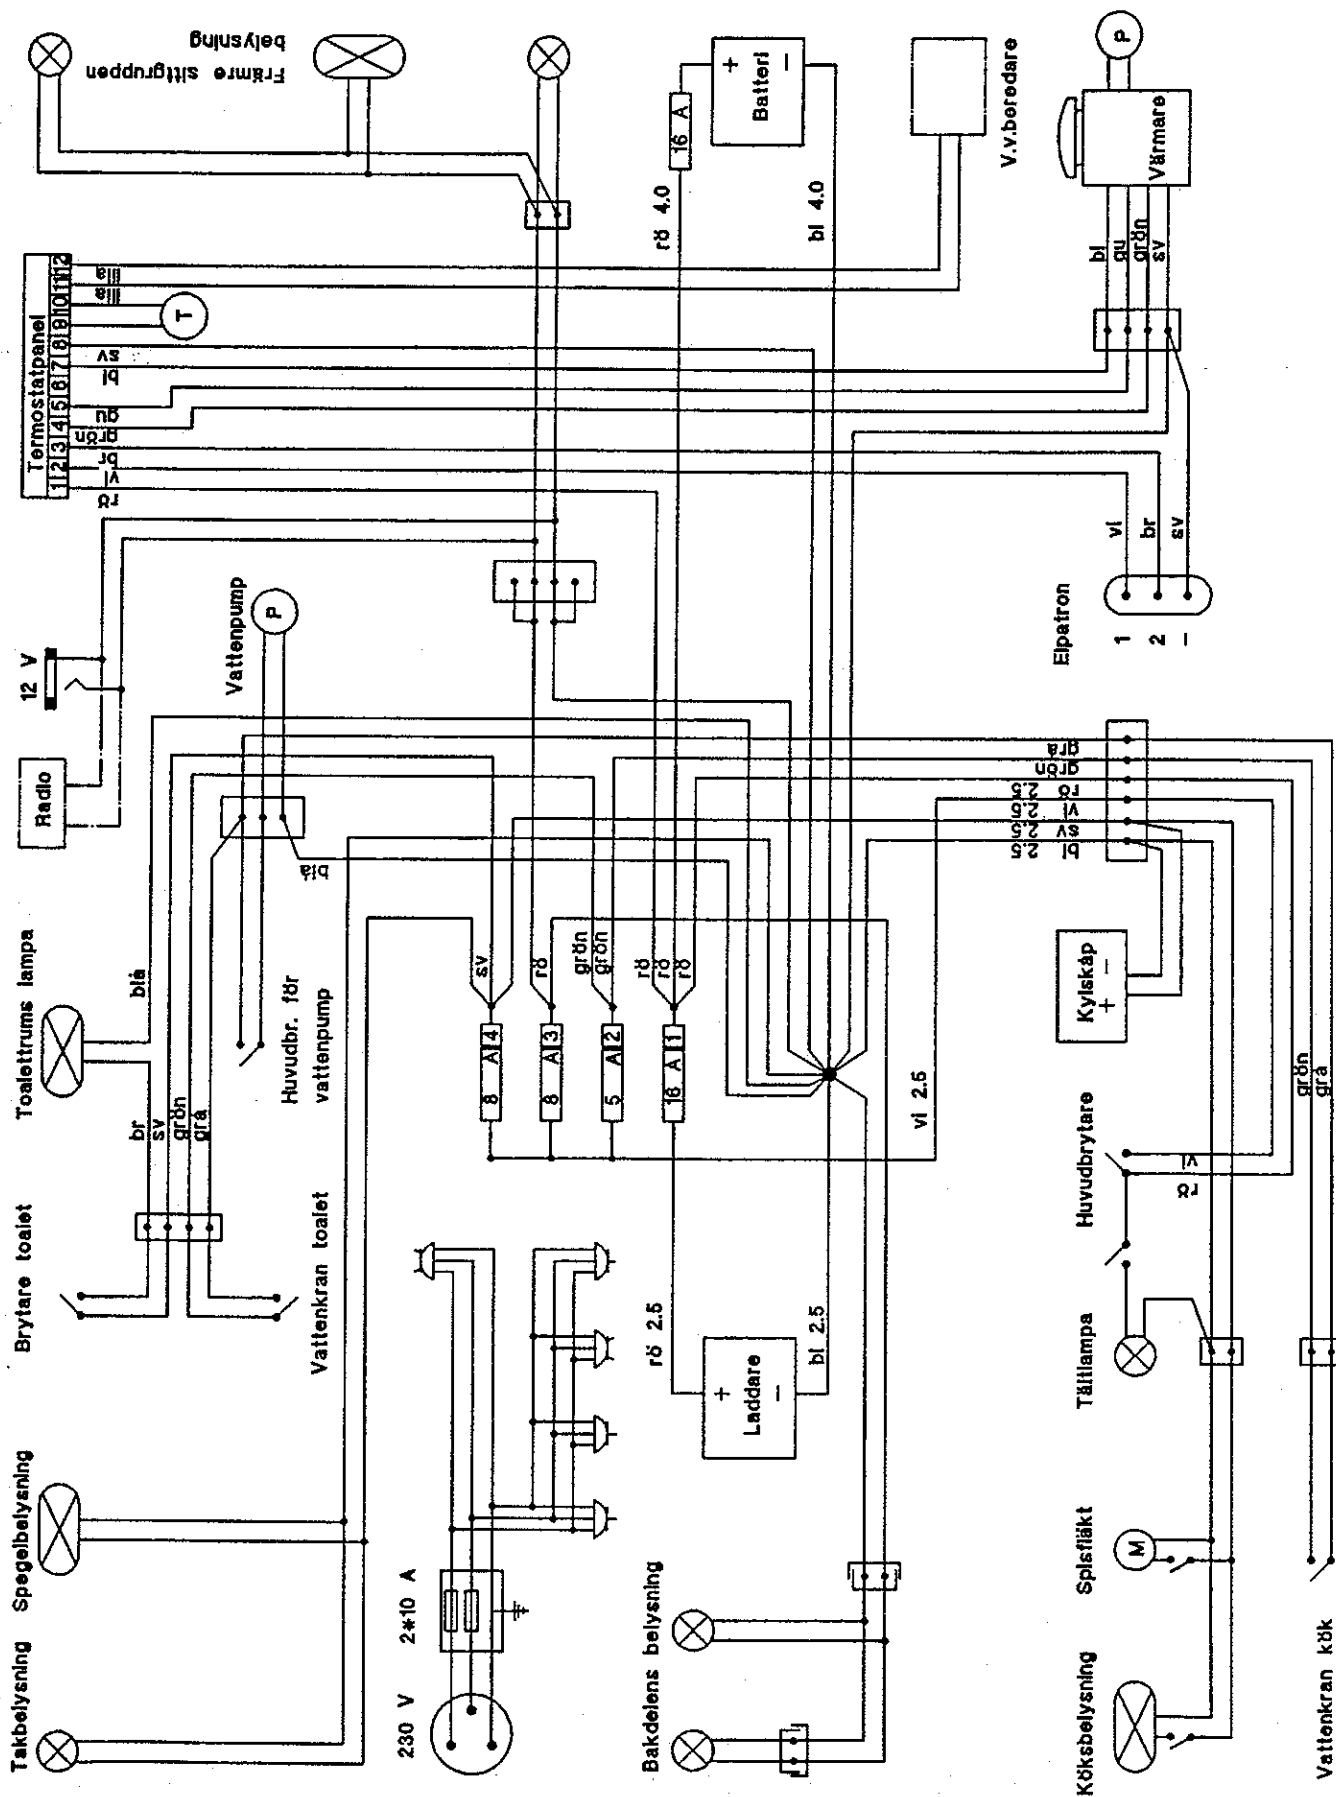 Takbelysning
Spegelbelysning
Brytare toalet
Toalettrums lampa
Radio
12 V
Termostatpanel
1 2 3 4 5 6 7 8 9 10 11 12
rö
vi
br
grön
gu
bl
sv
lila
lila
T
Främre sittgruppen
belysning
br
sv
grön
grå
blå
Vattenkran toalet
Huvudbr. för
vattenpump
Vattenpump
P
blå
230 V
2*10 A
8 A 4
8 A 3
5 A 2
16 A 1
sv
rö
grön
grön
rö
rö
rö
Bakdelens belysning
rö 2.5
+
Laddare
-
bl 2.5
rö 4.0
16 A
+
Batteri
-
bl 4.0
vi 2.5
V.v.beredare
P
Värmare
bl
gu
grön
sv
Elpatron
1
2
-
vi
br
sv
grå
grön
rö 2.5
vi 2.5
sv 2.5
bl 2.5
Kylskåp
+ -
Huvudbrytare
vi
rö
Tältlampa
Spisfläkt
M
Köksbelysning
grön
grå
Vattenkran kök